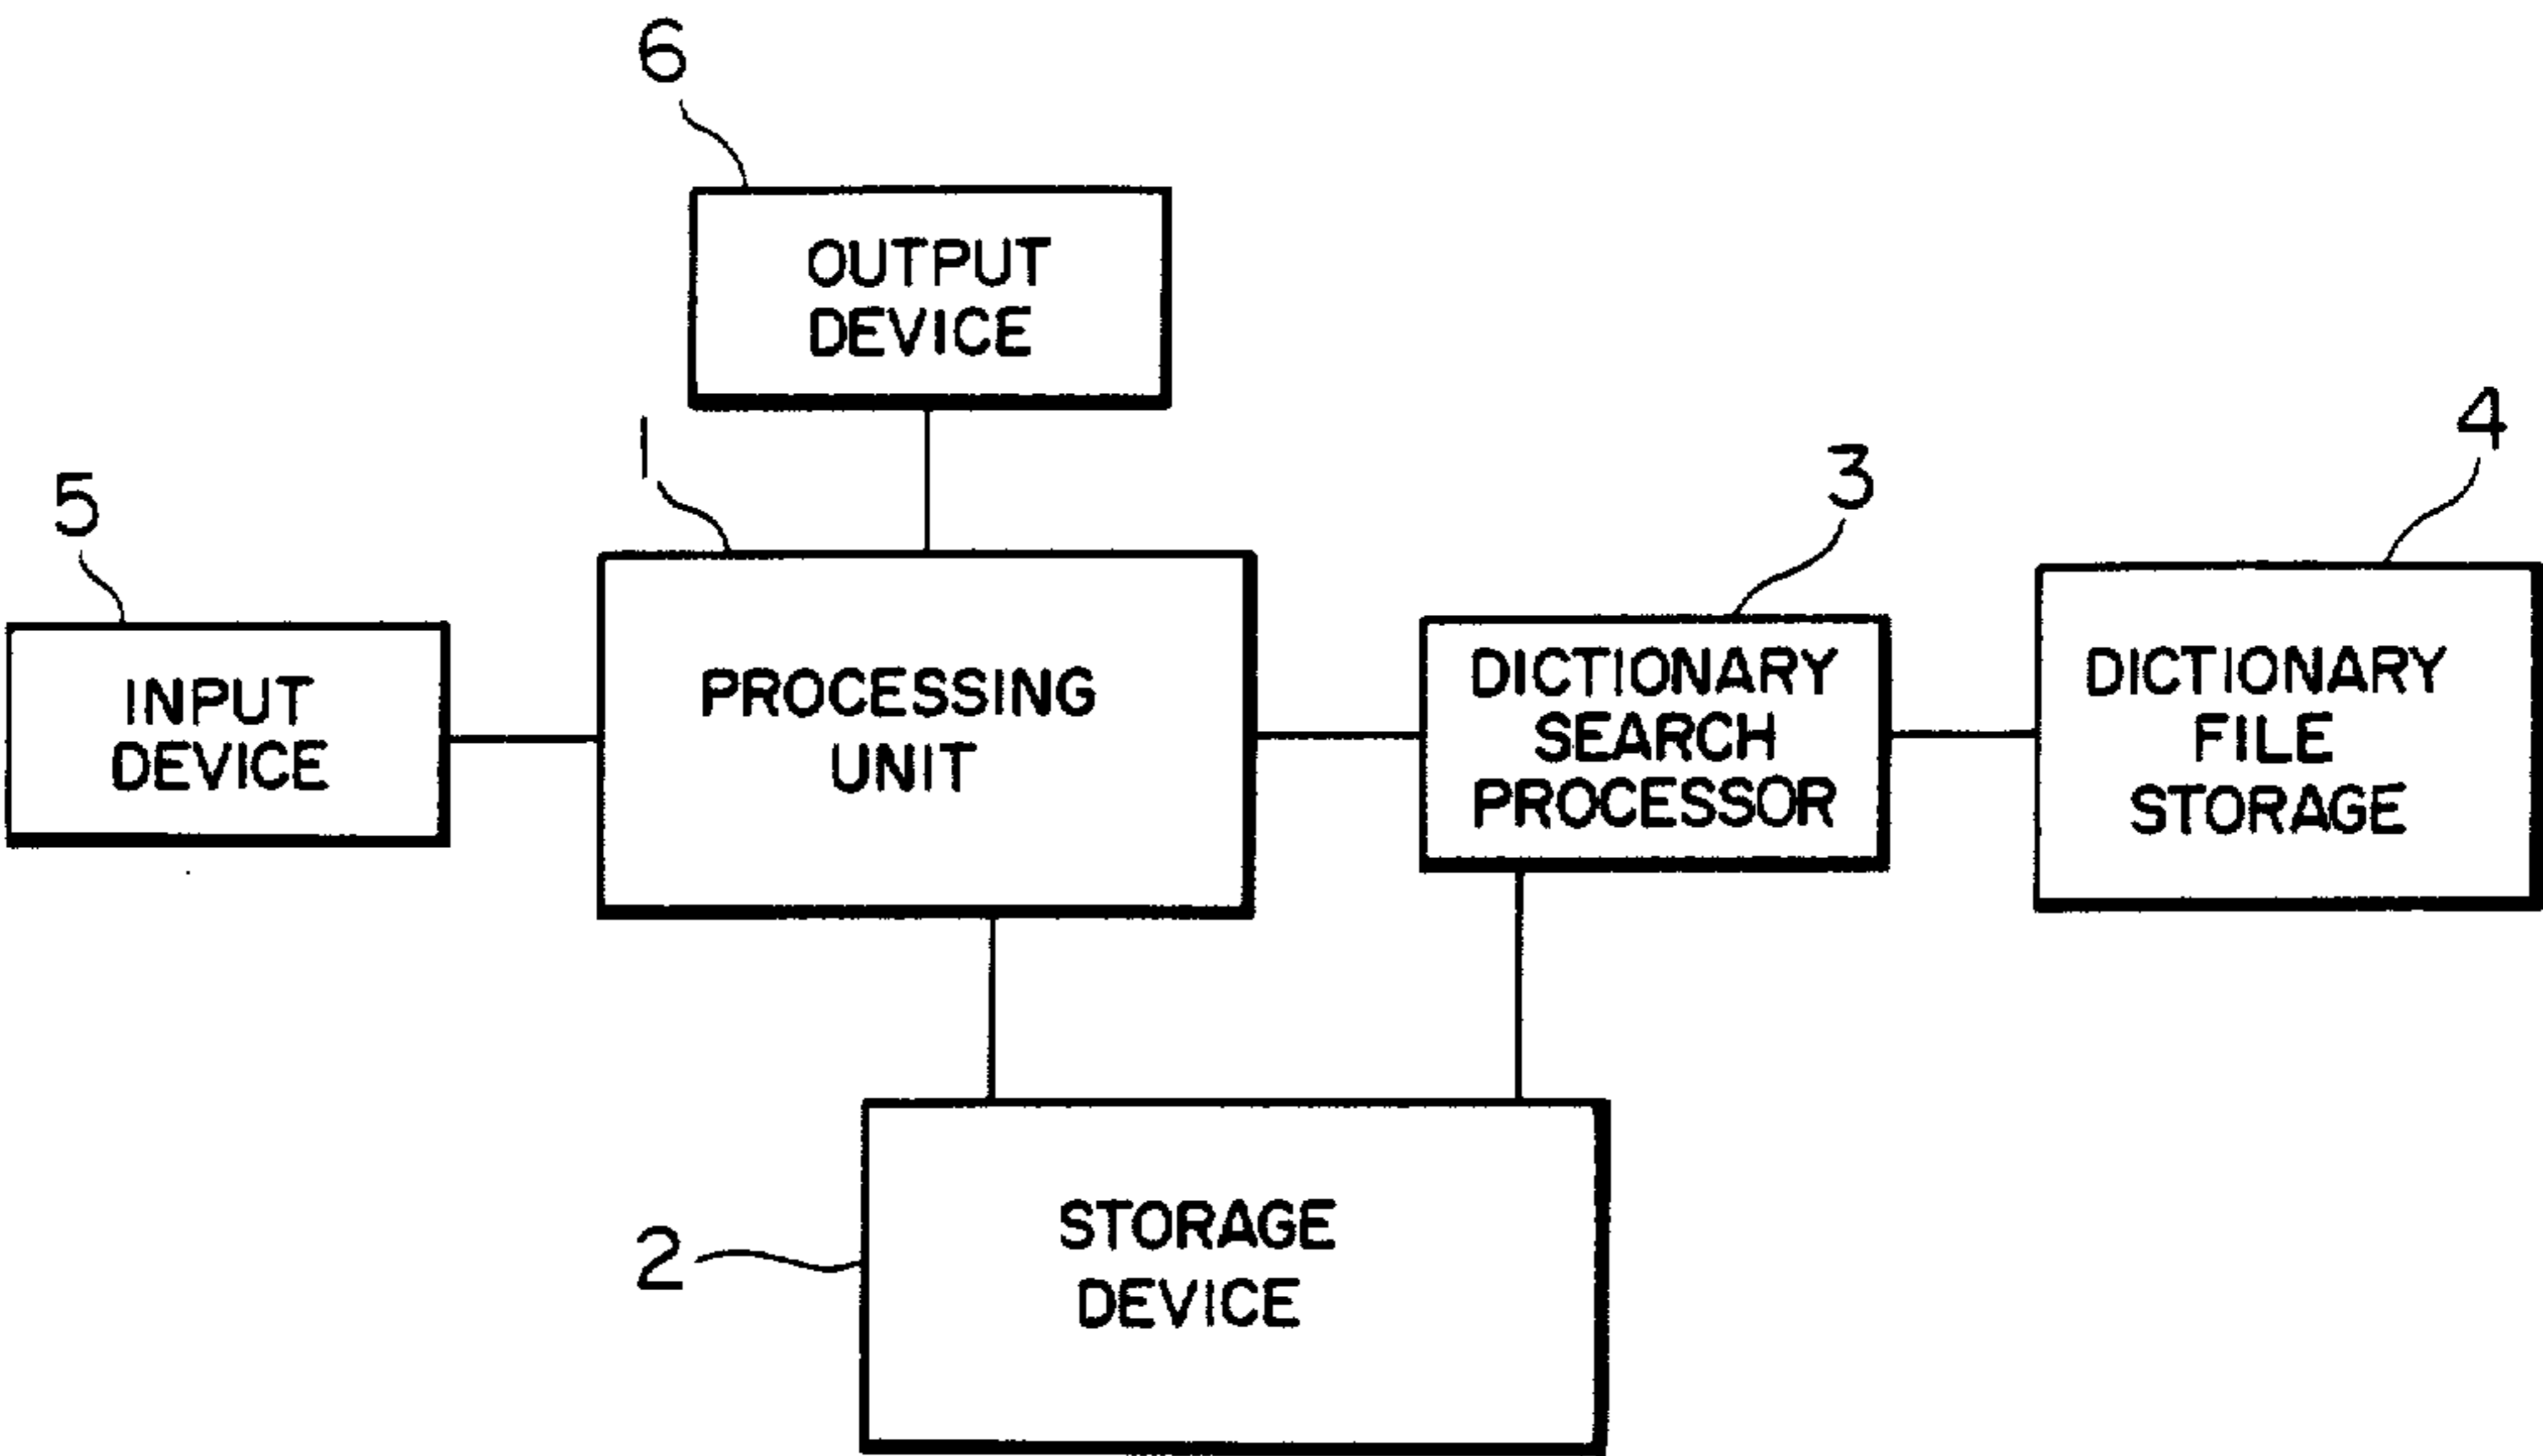 6
OUTPUT
DEVICE
1
5
3
4
INPUT
DEVICE
PROCESSING
UNIT
DICTIONARY
SEARCH
PROCESSOR
DICTIONARY
FILE
STORAGE
2
STORAGE
DEVICE